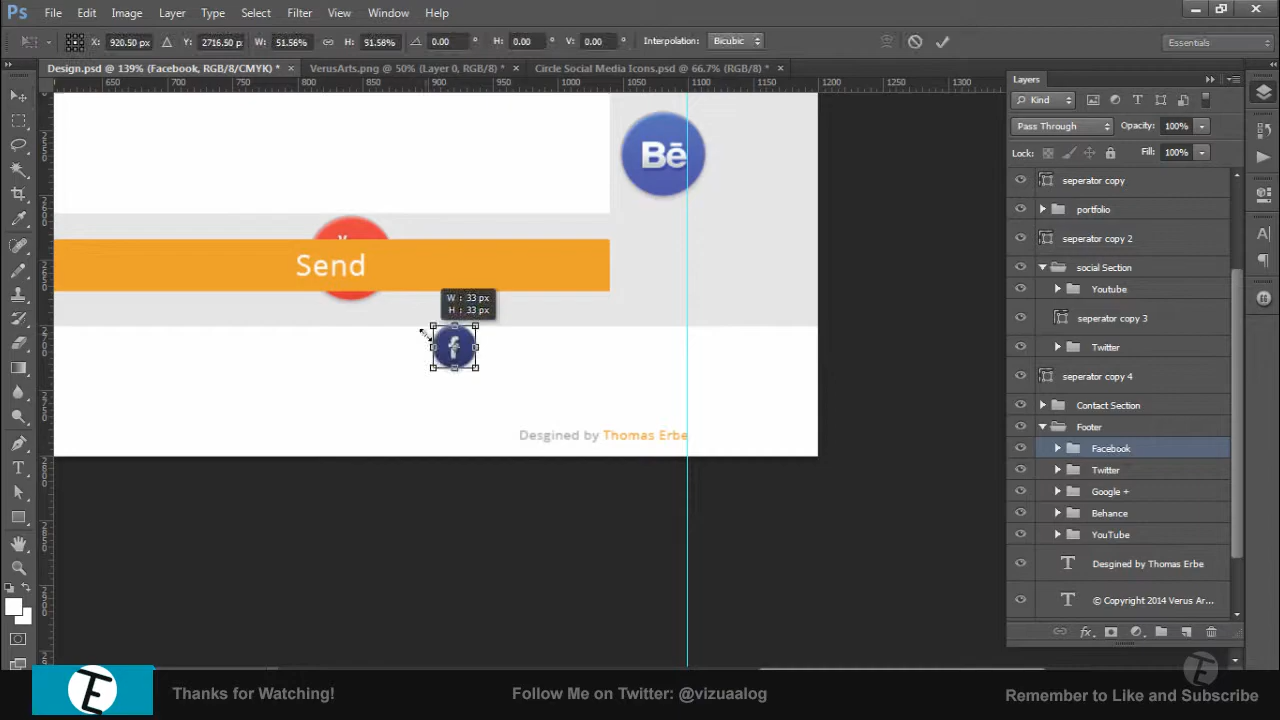 Ps File Edit Image Layer Type Select Filter View Window Help
X: 920.50 px Y: 2716.50 p W: 51.56% H: 51.58% 0.00 ° H: 0.00 ° V: 0.00 ° Interpolation: Bicubic Essentials
Design.psd @ 139% (Facebook, RGB/8/CMYK) * × VerusArts.png @ 50% (Layer 0, RGB/8) * × Circle Social Media Icons.psd @ 66.7% (RGB/8) * ×
650 700 750 800 850 900 950 1000 1050 1100 1150 1200 1250 1300
Layers
Kind
Pass Through Opacity: 100%
Lock: Fill: 100%
Bē
seperator copy
portfolio
seperator copy 2
Send
social Section
Youtube
W : 33 px
H : 33 px
seperator copy 3
f
Twitter
seperator copy 4
Contact Section
Footer
Desgined by Thomas Erbe
Facebook
Twitter
Google +
Behance
YouTube
T Desgined by Thomas Erbe
T © Copyright 2014 Verus Ar...
fx
TE
Thanks for Watching!
Follow Me on Twitter: @vizuaalog
Remember to Like and Subscribe